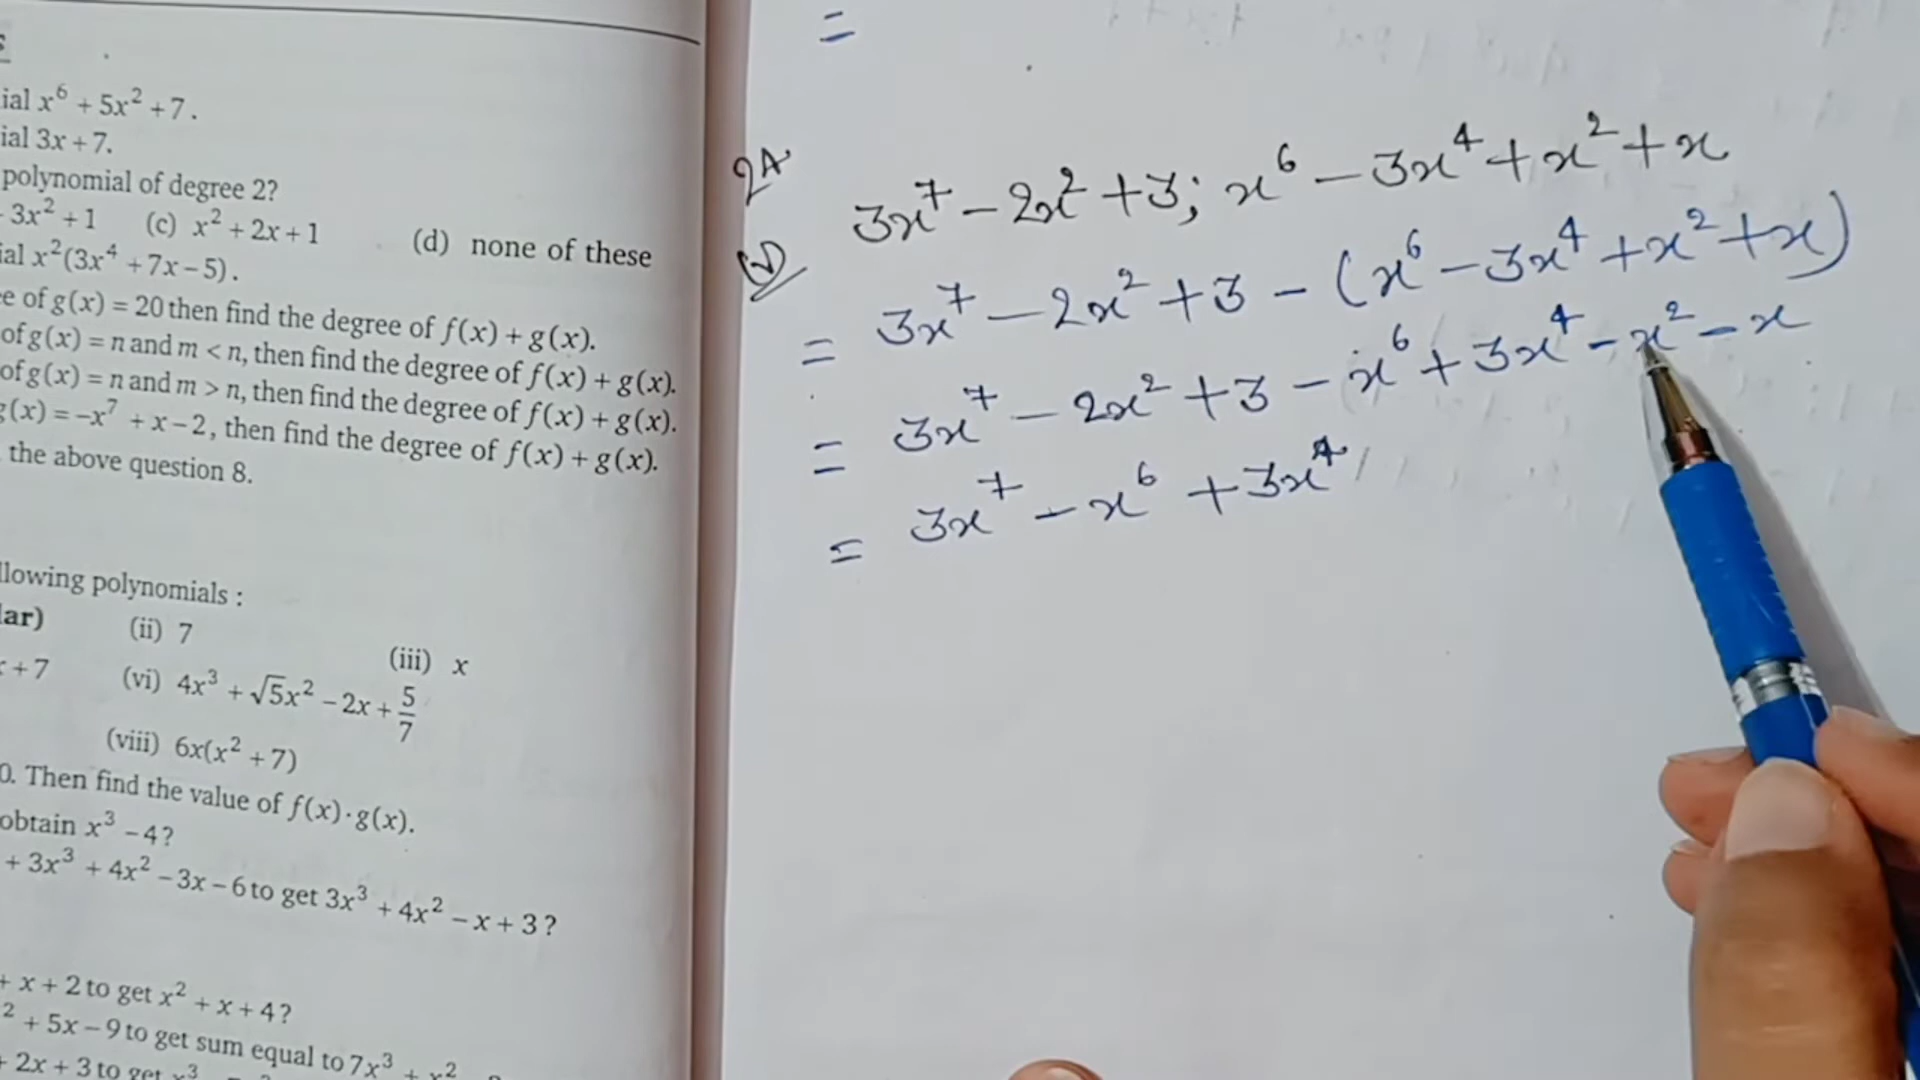 ial x⁶ + 5x² + 7.
ial 3x + 7.
polynomial of degree 2?
3x² + 1 (c) x² + 2x + 1 (d) none of these
ial x²(3x⁴ + 7x − 5).
e of g(x) = 20 then find the degree of f(x) + g(x).
of g(x) = n and m < n, then find the degree of f(x) + g(x).
of g(x) = n and m > n, then find the degree of f(x) + g(x).
g(x) = −x⁷ + x − 2, then find the degree of f(x) + g(x).
the above question 8.
llowing polynomials :
lar) (ii) 7 (iii) x
+ 7 (vi) 4x³ + √5x² − 2x + 5/7
(viii) 6x(x² + 7)
0. Then find the value of f(x)·g(x).
obtain x³ − 4?
+ 3x³ + 4x² − 3x − 6 to get 3x³ + 4x² − x + 3?
+ x + 2 to get x² + x + 4?
² + 5x − 9 to get sum equal to 7x³ + x²
+ 2x + 3 to get x³
=
2A
3x⁷ − 2x² + 3; x⁶ − 3x⁴ + x² + x
= 3x⁷ − 2x² + 3 − (x⁶ − 3x⁴ + x² + x)
= 3x⁷ − 2x² + 3 − x⁶ + 3x⁴ − x² − x
= 3x⁷ − x⁶ + 3x⁴